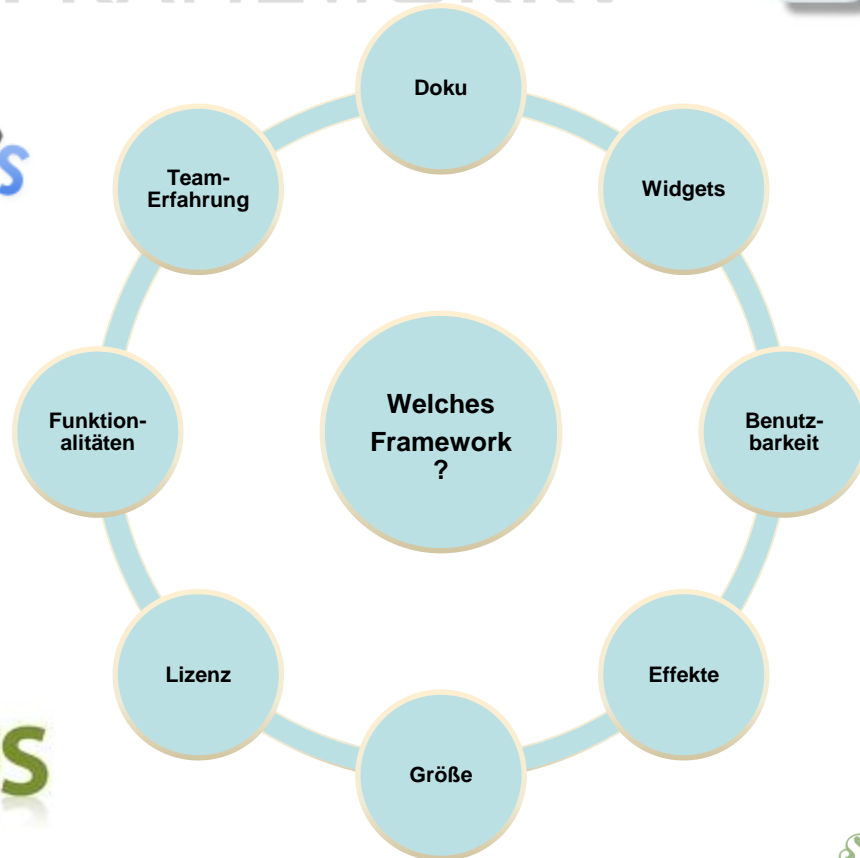 Doku
Widgets
Benutz-
barkeit
Effekte
Größe
Lizenz
Funktion-
alitäten
Team-
Erfahrung
Welches
Framework
?